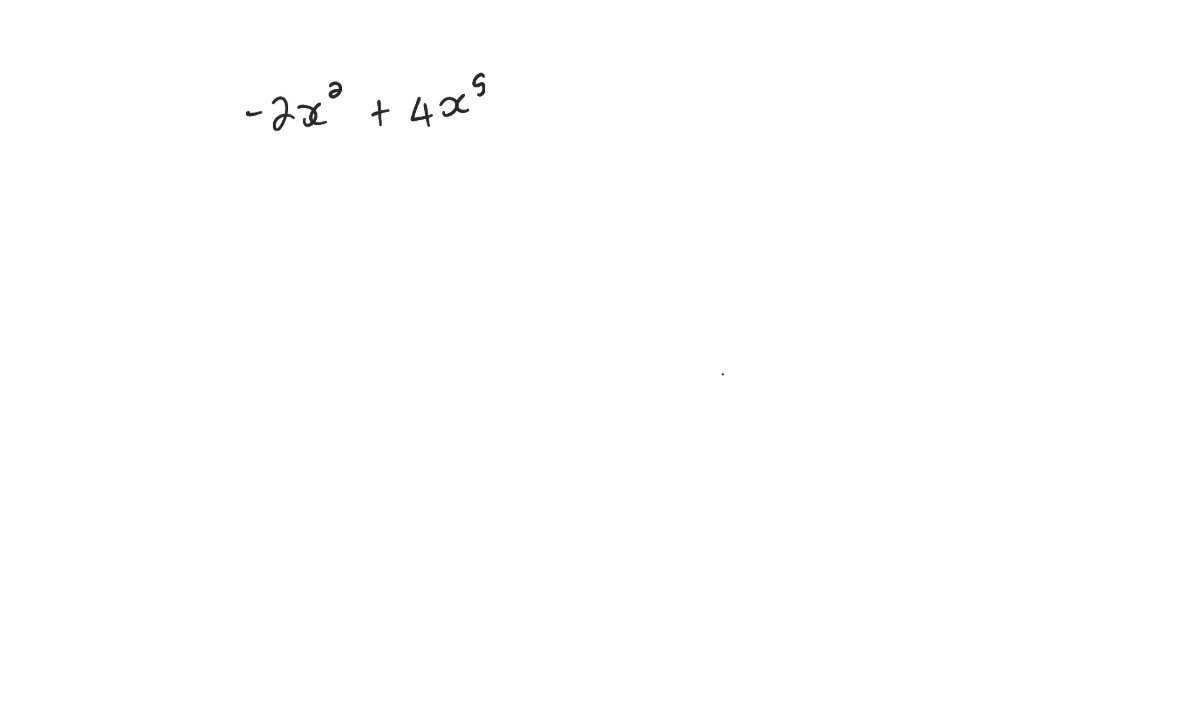 -2x² + 4x⁵